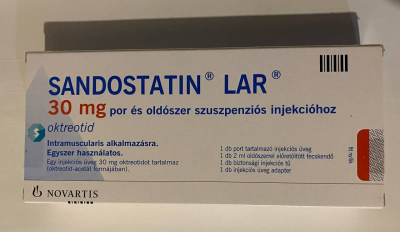 SANDOSTATIN® LAR®
30 mg por és oldószer szuszpenziós injekcióhoz
oktreotid
Intramuscularis alkalmazásra.
Egyszer használatos.
Egy injekciós üveg 30 mg oktreotidot tartalmaz
(oktreotid-acetát formájában).
1 db port tartalmazó injekciós üveg
1 db 2 ml oldószerrel előretöltött fecskendő
1 db biztonsági injekciós tű
1 db injekciós üveg adapter
NOVARTIS